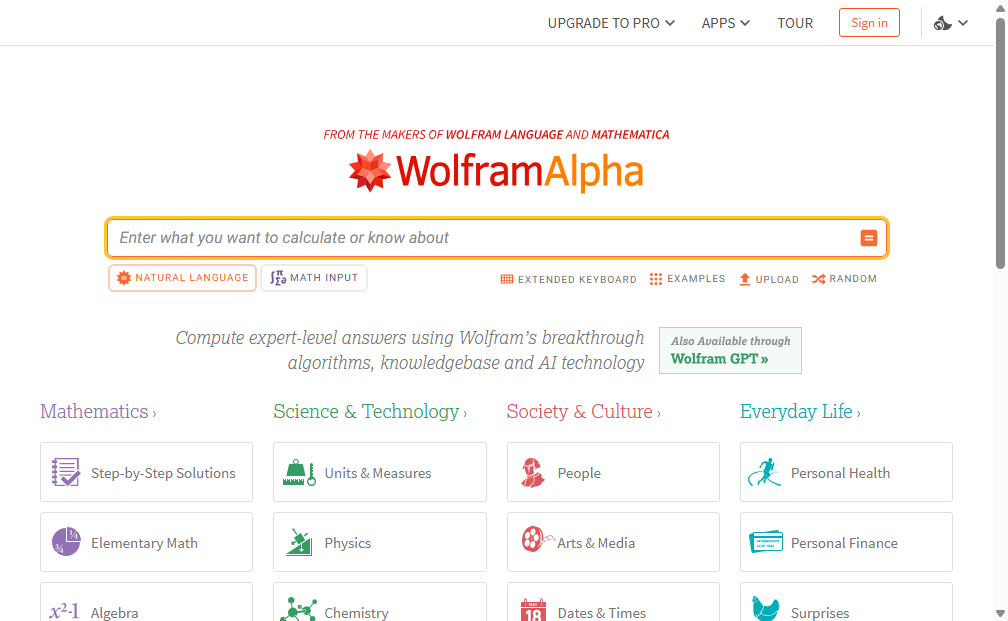 UPGRADE TO PRO APPS TOUR Sign in
FROM THE MAKERS OF WOLFRAM LANGUAGE AND MATHEMATICA
WolframAlpha
Enter what you want to calculate or know about
NATURAL LANGUAGE MATH INPUT EXTENDED KEYBOARD EXAMPLES UPLOAD RANDOM
Compute expert-level answers using Wolfram's breakthrough
algorithms, knowledgebase and AI technology
Also Available through
Wolfram GPT »
Mathematics › Science & Technology › Society & Culture › Everyday Life ›
Step-by-Step Solutions Units & Measures People Personal Health
Elementary Math Physics Arts & Media Personal Finance
x²-1 Algebra Chemistry MAY 18 Dates & Times Surprises